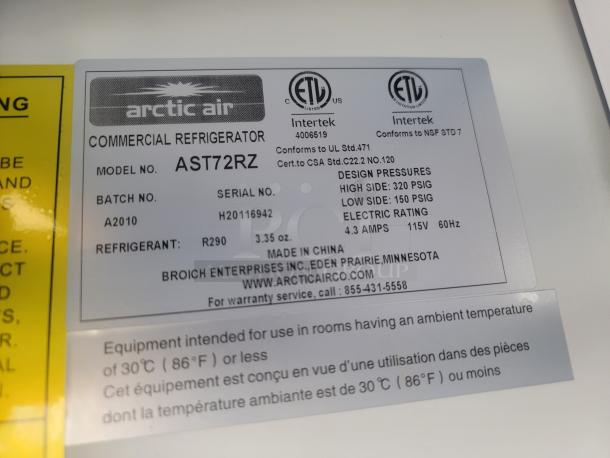 NG
BE
AND
S
CE.
CT
D
S,
R.
AL
N.
arctic air
COMMERCIAL REFRIGERATOR
MODEL NO. AST72RZ
BATCH NO. SERIAL NO.
A2010 H20116942
REFRIGERANT: R290 3.35 oz.
C ETL US
LISTED
Intertek
4006519
ETL
Intertek
Conforms to NSF STD 7
Conforms to UL Std.471
Cert.to CSA Std.C22.2 NO.120
DESIGN PRESSURES
HIGH SIDE: 320 PSIG
LOW SIDE: 150 PSIG
ELECTRIC RATING
4.3 AMPS 115V 60Hz
MADE IN CHINA
BROICH ENTERPRISES INC.,EDEN PRAIRIE,MINNESOTA
WWW.ARCTICAIRCO.COM
For warranty service, call : 855-431-5558
Equipment intended for use in rooms having an ambient temperature
of 30℃ ( 86°F ) or less
Cet équipement est conçu en vue d'une utilisation dans des pièces
dont la température ambiante est de 30℃ ( 86°F ) ou moins